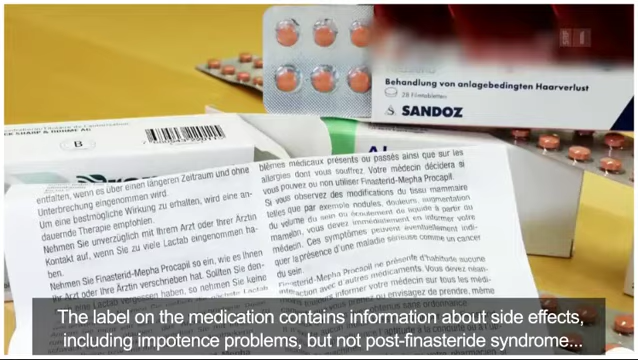 Behandlung von anlagebedingten Haarverlust
28 Filmtabletten
SANDOZ
B
entfalten, wenn es über einen längeren Zeitraum und ohne
Unterbrechung eingenommen wird.
Um eine bestmögliche Wirkung zu erhalten, wird eine an-
dauernde Therapie empfohlen.
Nehmen Sie unverzüglich mit Ihrem Arzt oder Ihrer Ärztin
Kontakt auf, wenn Sie zu viele Lactab eingenommen ha-
ben.
Nehmen Sie Finasterid-Mepha Procapil so ein, wie es Ihnen
Ihr Arzt oder Ihre Ärztin verschrieben hat. Sollten Sie
blèmes médicaux présents ou passés ainsi que sur les
allergies dont vous souffrez. Votre médecin décidera si
vous pouvez ou non utiliser Finasterid-Mepha Procapil.
Si vous observez des modifications du tissu mammaire
telles que par exemple nodules, douleurs, augmentation
du volume du sein ou écoulement de liquide à partir du
mamelon, vous devez immédiatement en informer votre
médecin. Ces symptômes peuvent éventuellement indi-
quer la présence d'une maladie sérieuse comme un cancer
du sein.
Finasterid-Mepha Procapil ne présente d'habitude aucune
interaction avec d'autres médicaments. Vous devez
informer votre médecin sur tous les médi-
ou envisagez de prendre, même
The label on the medication contains information about side effects,
including impotence problems, but not post-finasteride syndrome...